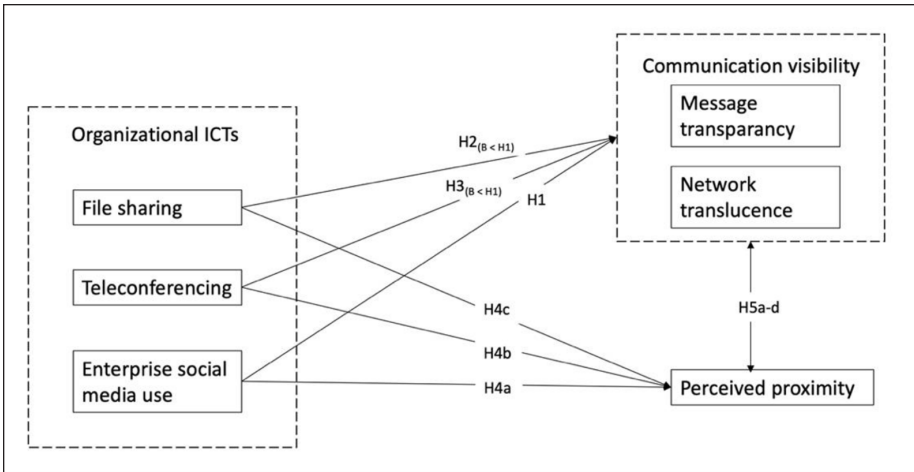 Communication visibility
Message
transparancy
Network
translucence
Organizational ICTs
File sharing
Teleconferencing
Enterprise social
media use
H2(B < H1)
H3(B < H1)
H1
H4c
H4b
H4a
H5a-d
Perceived proximity